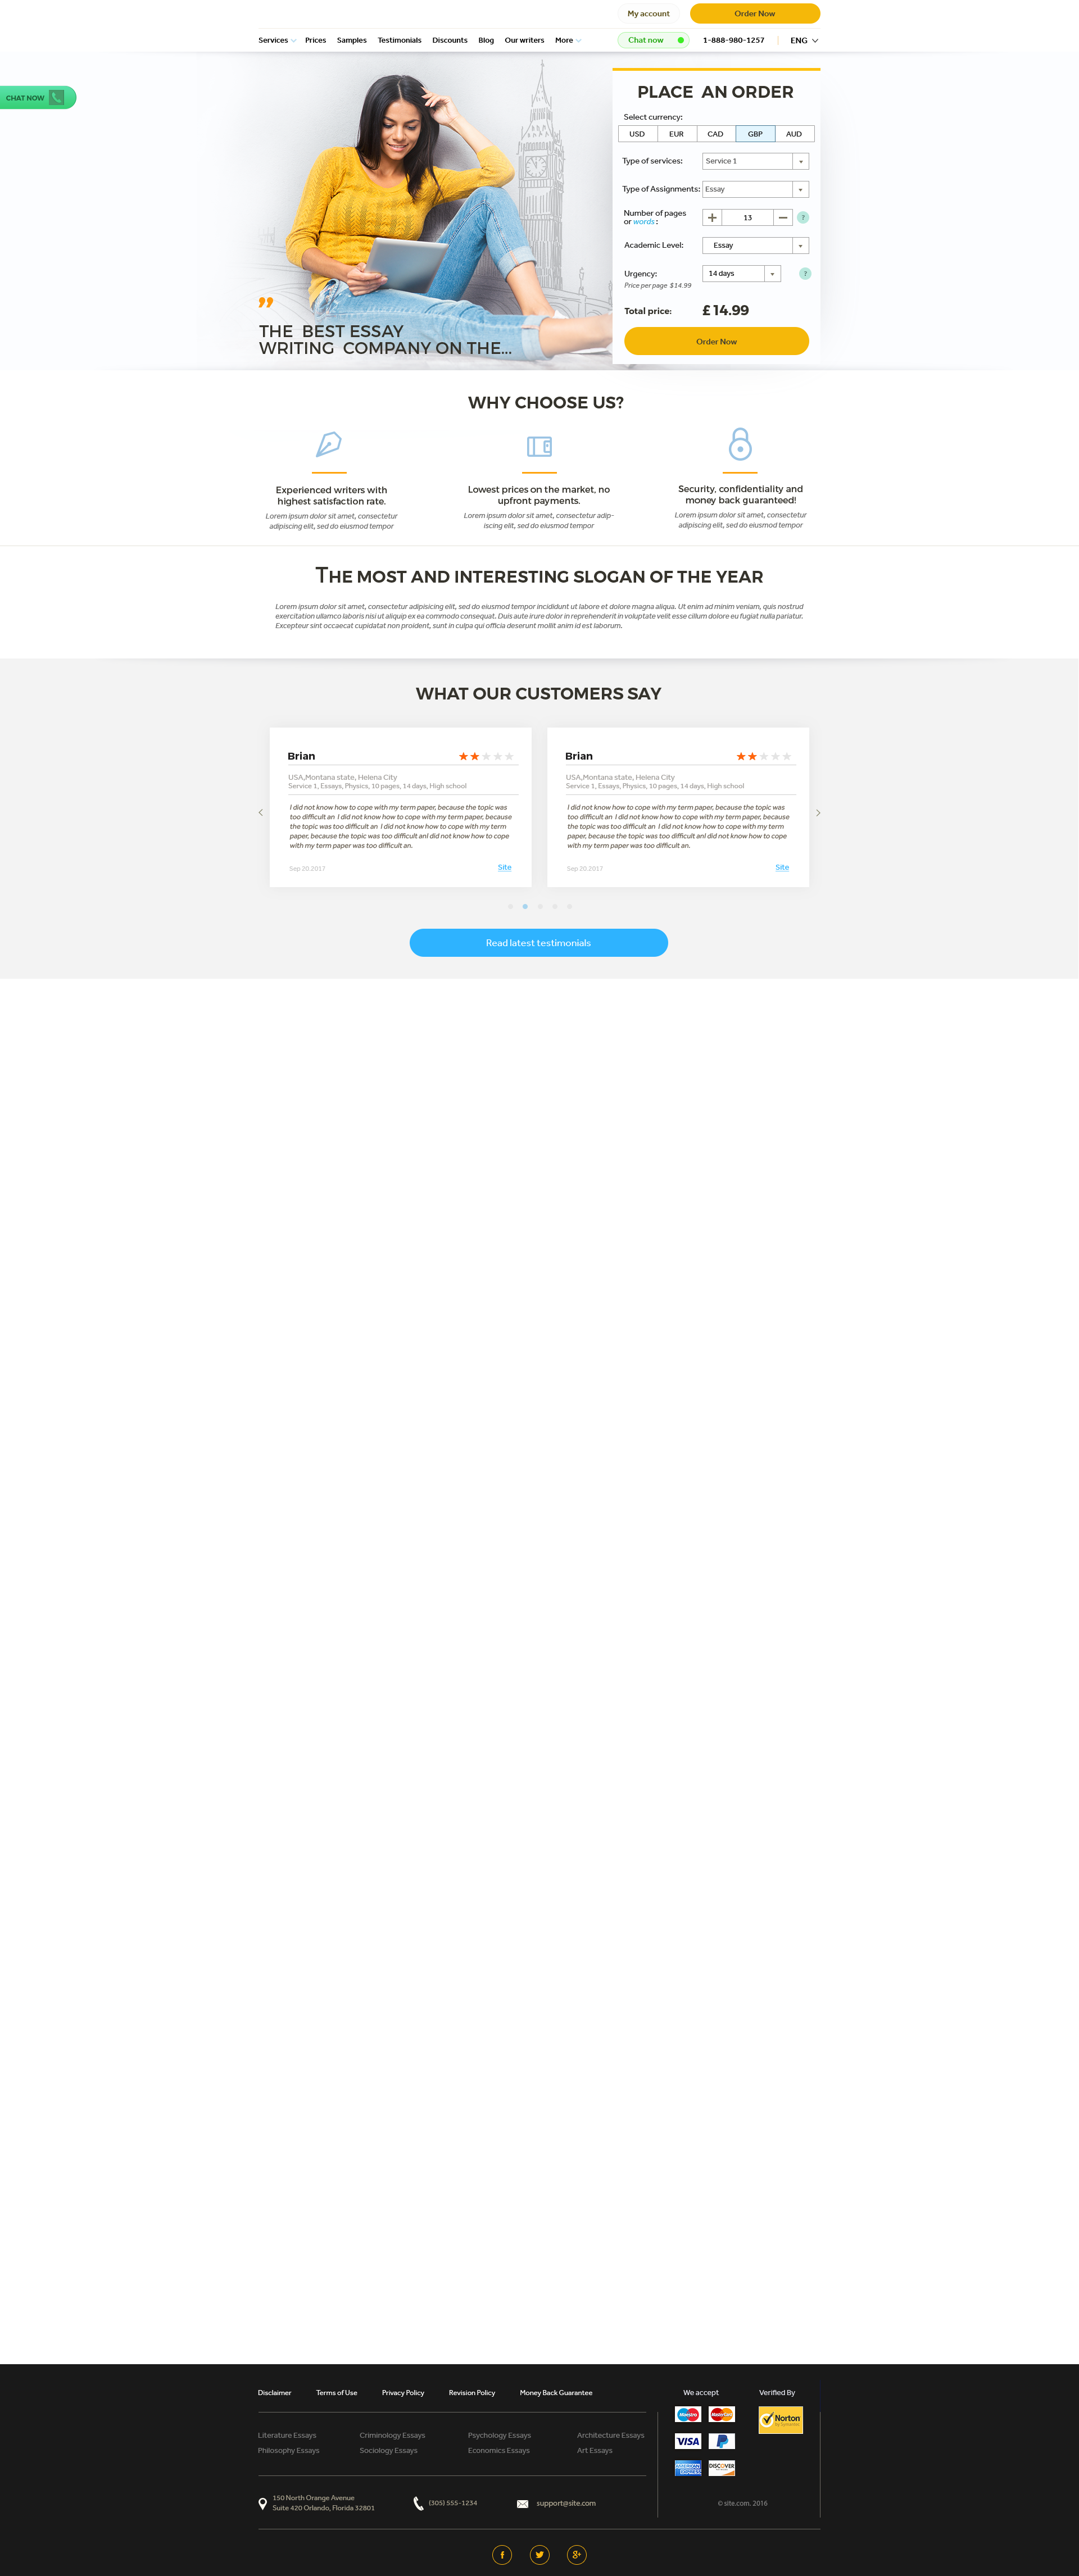 My account
Order Now
Services
Prices
Samples
Testimonials
Discounts
Blog
Our writers
More
Chat now
1-888-980-1257
ENG
CHAT NOW
”
THE BEST ESSAY
WRITING COMPANY ON THE...
PLACE AN ORDER
Select currency:
USD
EUR
CAD
GBP
AUD
Type of services:
Service 1
Type of Assignments:
Essay
Number of pages
or words :
13
?
Academic Level:
Essay
Urgency:
14 days
?
Price per page $14.99
Total price:
£14.99
Order Now
WHY CHOOSE US?
Experienced writers with
highest satisfaction rate.
Lorem ipsum dolor sit amet, consectetur
adipiscing elit, sed do eiusmod tempor
Lowest prices on the market, no
upfront payments.
Lorem ipsum dolor sit amet, consectetur adip-
iscing elit, sed do eiusmod tempor
Security, confidentiality and
money back guaranteed!
Lorem ipsum dolor sit amet, consectetur
adipiscing elit, sed do eiusmod tempor
THE MOST AND INTERESTING SLOGAN OF THE YEAR
Lorem ipsum dolor sit amet, consectetur adipisicing elit, sed do eiusmod tempor incididunt ut labore et dolore magna aliqua. Ut enim ad minim veniam, quis nostrud
exercitation ullamco laboris nisi ut aliquip ex ea commodo consequat. Duis aute irure dolor in reprehenderit in voluptate velit esse cillum dolore eu fugiat nulla pariatur.
Excepteur sint occaecat cupidatat non proident, sunt in culpa qui officia deserunt mollit anim id est laborum.
WHAT OUR CUSTOMERS SAY
Brian
USA,Montana state, Helena City
Service 1, Essays, Physics, 10 pages, 14 days, High school
I did not know how to cope with my term paper, because the topic was
too difficult an I did not know how to cope with my term paper, because
the topic was too difficult an I did not know how to cope with my term
paper, because the topic was too difficult anI did not know how to cope
with my term paper was too difficult an.
Sep 20.2017
Site
Brian
USA,Montana state, Helena City
Service 1, Essays, Physics, 10 pages, 14 days, High school
I did not know how to cope with my term paper, because the topic was
too difficult an I did not know how to cope with my term paper, because
the topic was too difficult an I did not know how to cope with my term
paper, because the topic was too difficult anI did not know how to cope
with my term paper was too difficult an.
Sep 20.2017
Site
Read latest testimonials
Disclaimer
Terms of Use
Privacy Policy
Revision Policy
Money Back Guarantee
We accept
Verified By
Maestro
MasterCard
Norton
VISA
AMERICAN EXPRESS
DISCOVER
Literature Essays
Criminology Essays
Psychology Essays
Architecture Essays
Philosophy Essays
Sociology Essays
Economics Essays
Art Essays
150 North Orange Avenue
Suite 420 Orlando, Florida 32801
(305) 555-1234
support@site.com
© site.com. 2016